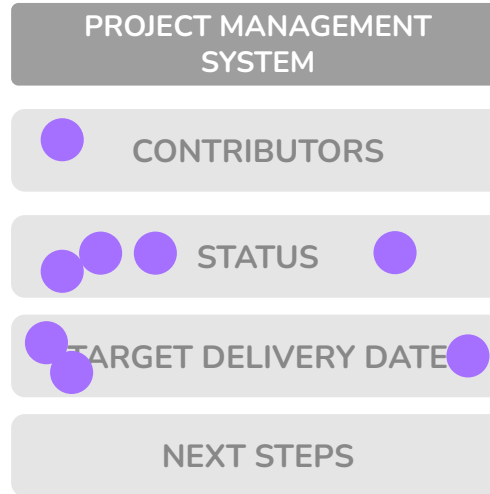 PROJECT MANAGEMENT
SYSTEM
CONTRIBUTORS
STATUS
TARGET DELIVERY DATE
NEXT STEPS